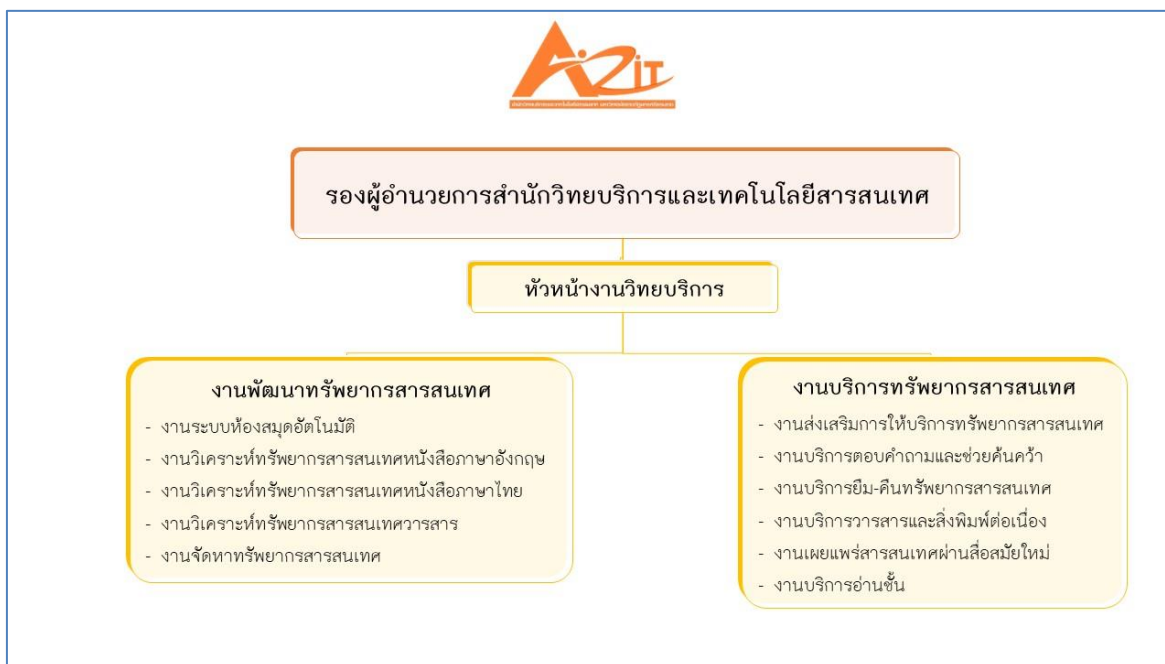 A2iT
รองผู้อำนวยการสำนักวิทยบริการและเทคโนโลยีสารสนเทศ
หัวหน้างานวิทยบริการ
งานพัฒนาทรัพยากรสารสนเทศ
- งานระบบห้องสมุดอัตโนมัติ
- งานวิเคราะห์ทรัพยากรสารสนเทศหนังสือภาษาอังกฤษ
- งานวิเคราะห์ทรัพยากรสารสนเทศหนังสือภาษาไทย
- งานวิเคราะห์ทรัพยากรสารสนเทศวารสาร
- งานจัดหาทรัพยากรสารสนเทศ
งานบริการทรัพยากรสารสนเทศ
- งานส่งเสริมการให้บริการทรัพยากรสารสนเทศ
- งานบริการตอบคำถามและช่วยค้นคว้า
- งานบริการยืม-คืนทรัพยากรสารสนเทศ
- งานบริการวารสารและสิ่งพิมพ์ต่อเนื่อง
- งานเผยแพร่สารสนเทศผ่านสื่อสมัยใหม่
- งานบริการอ่านชั้น